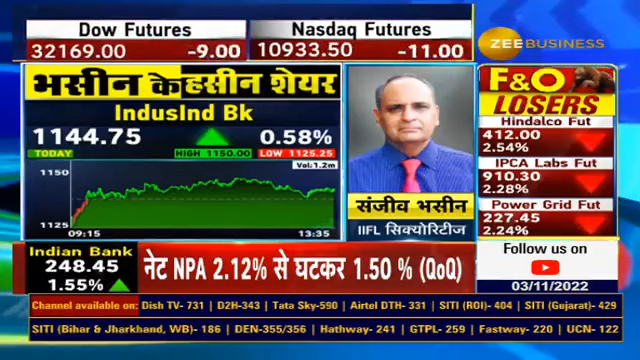 Dow Futures
32169.00 -9.00
Nasdaq Futures
10933.50 -11.00
ZEE BUSINESS
भसीन के हसीन शेयर
IndusInd Bk
1144.75 0.58%
TODAY HIGH 1150.00 LOW 1125.25
Vol:1.2m
1150
1125
09:15 13:35
संजीव भसीन
IIFL सिक्योरिटीज
F&O
LOSERS
Hindalco Fut
412.00
2.54%
IPCA Labs Fut
910.30
2.28%
Power Grid Fut
227.45
2.24%
Indian Bank
248.45
1.55%
नेट NPA 2.12% से घटकर 1.50 % (QoQ)
Follow us on
03/11/2022
Channel available on: Dish TV- 731 | D2H-343 | Tata Sky-590 | Airtel DTH- 331 | SITI (ROI)- 404 | SITI (Gujarat)- 429
SITI (Bihar & Jharkhand, WB)- 186 | DEN-355/356 | Hathway- 241 | GTPL- 259 | Fastway- 220 | UCN- 122